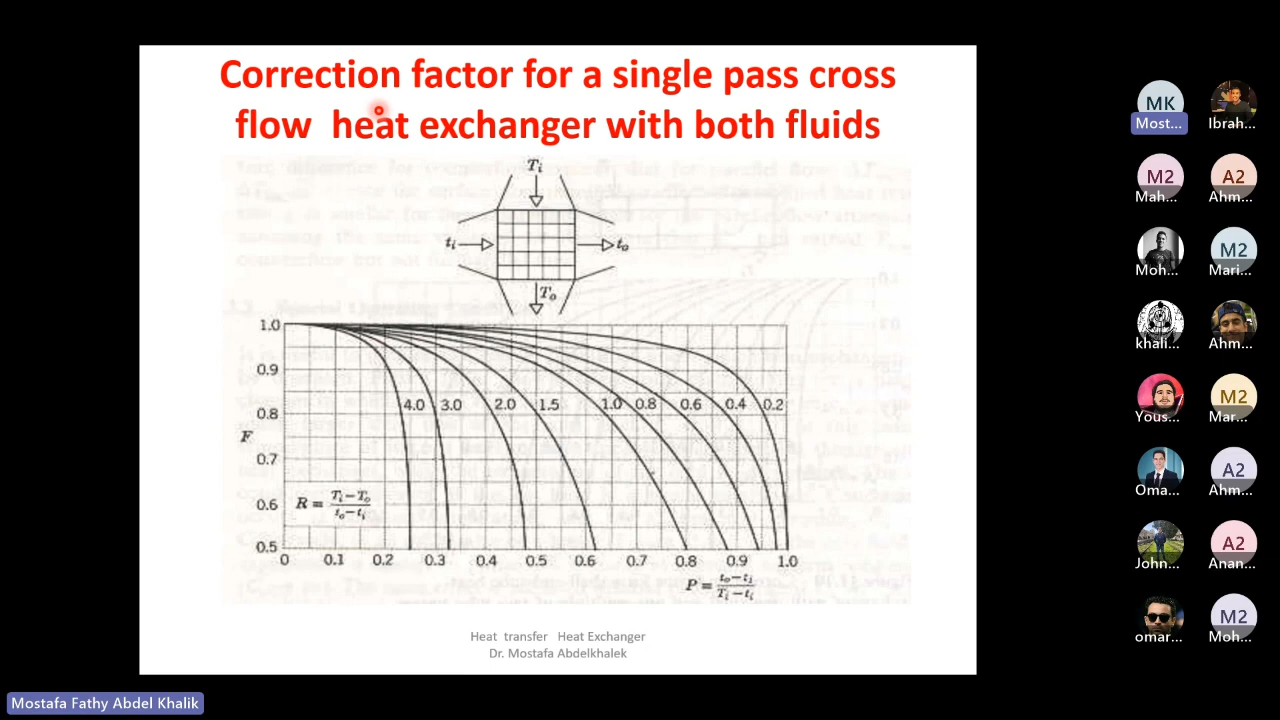 Correction factor for a single pass cross
flow heat exchanger with both fluids
Ti
ti
to
To
1.0
0.9
0.8
0.7
0.6
0.5
F
4.0 3.0 2.0 1.5 1.0 0.8 0.6 0.4 0.2
R = Ti − To
to − ti
0 0.1 0.2 0.3 0.4 0.5 0.6 0.7 0.8 0.9 1.0
P = to − ti
Ti − ti
Heat transfer Heat Exchanger
Dr. Mostafa Abdelkhalek
MK
Most...
Ibrah...
M2
Mah...
A2
Ahm...
Moh...
M2
Mari...
khali...
Ahm...
Yous...
M2
Mar...
Oma...
A2
Ahm...
John...
A2
Anan...
omar...
M2
Moh...
Mostafa Fathy Abdel Khalik